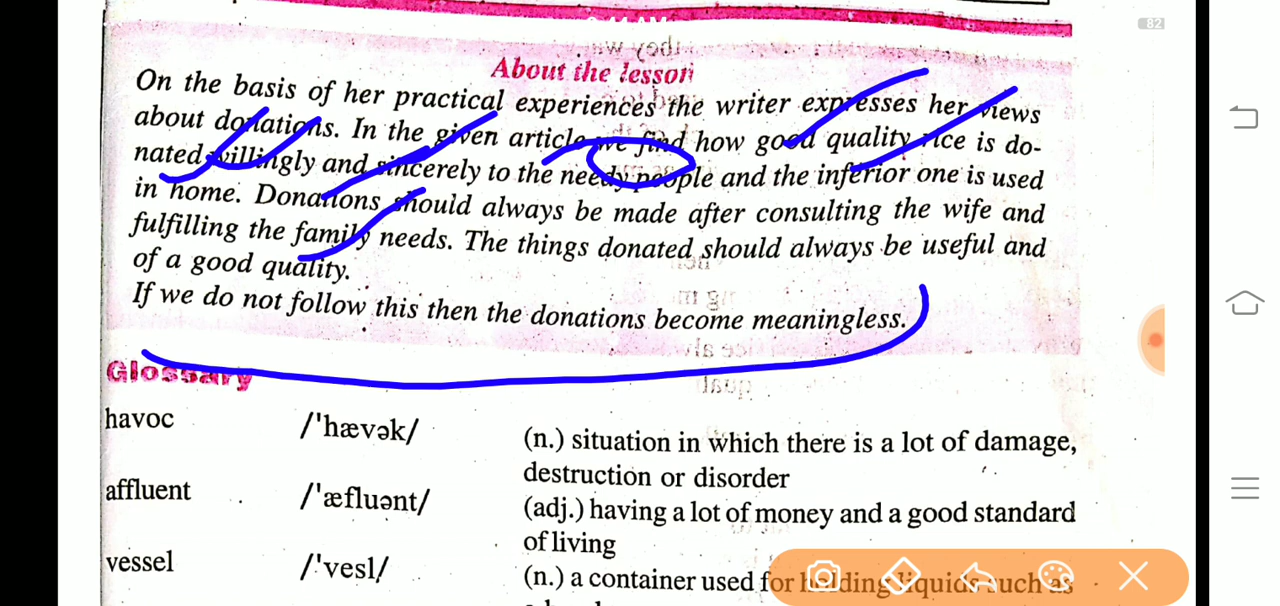 82
About the lesson
On the basis of her practical experiences the writer expresses her views
about donations. In the given article we find how good quality rice is do-
nated willingly and sincerely to the needy people and the inferior one is used
in home. Donations should always be made after consulting the wife and
fulfilling the family needs. The things donated should always be useful and
of a good quality.
If we do not follow this then the donations become meaningless.
Glossary
havoc /'hævək/ (n.) situation in which there is a lot of damage,
destruction or disorder
affluent /'æfluənt/ (adj.) having a lot of money and a good standard
of living
vessel /'vesl/ (n.) a container used for holding liquids such as